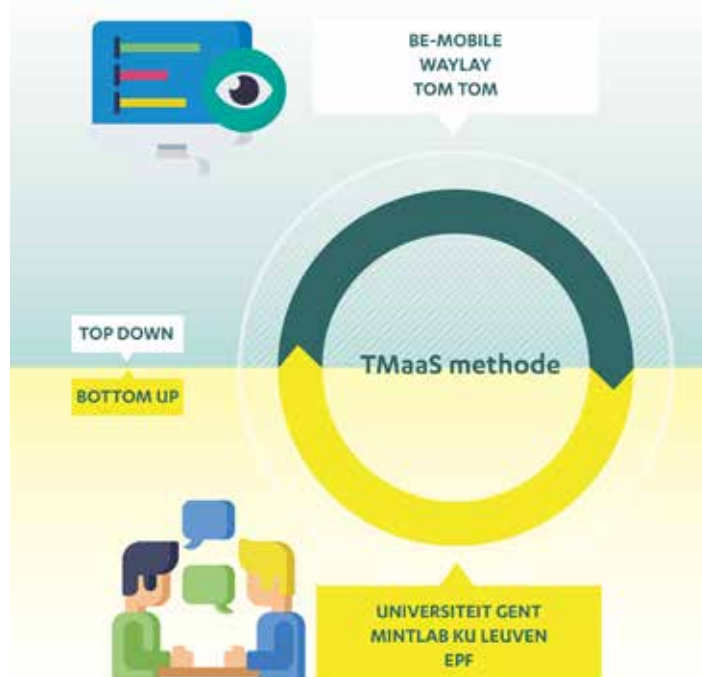 BE-MOBILE
WAYLAY
TOM TOM
TOP DOWN
TMaaS methode
BOTTOM UP
UNIVERSITEIT GENT
MINTLAB KU LEUVEN
EPF